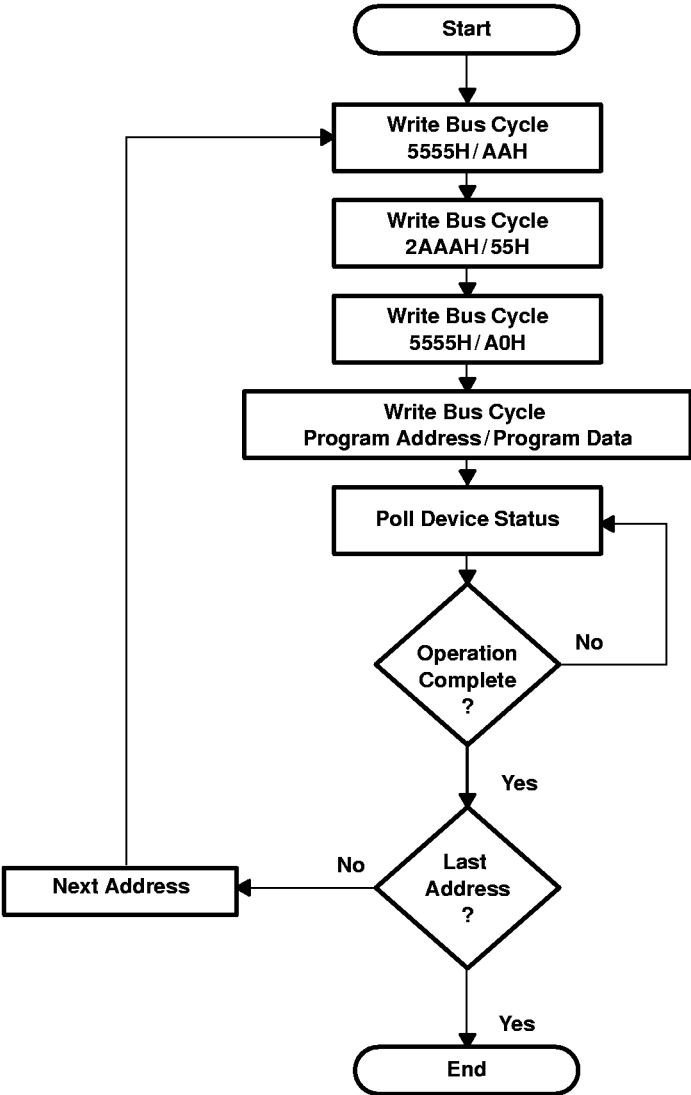 Start
Write Bus Cycle
5555H/AAH
Write Bus Cycle
2AAAH/55H
Write Bus Cycle
5555H/A0H
Write Bus Cycle
Program Address/Program Data
Poll Device Status
Operation
Complete
?
No
Yes
Last
Address
?
No
Next Address
Yes
End